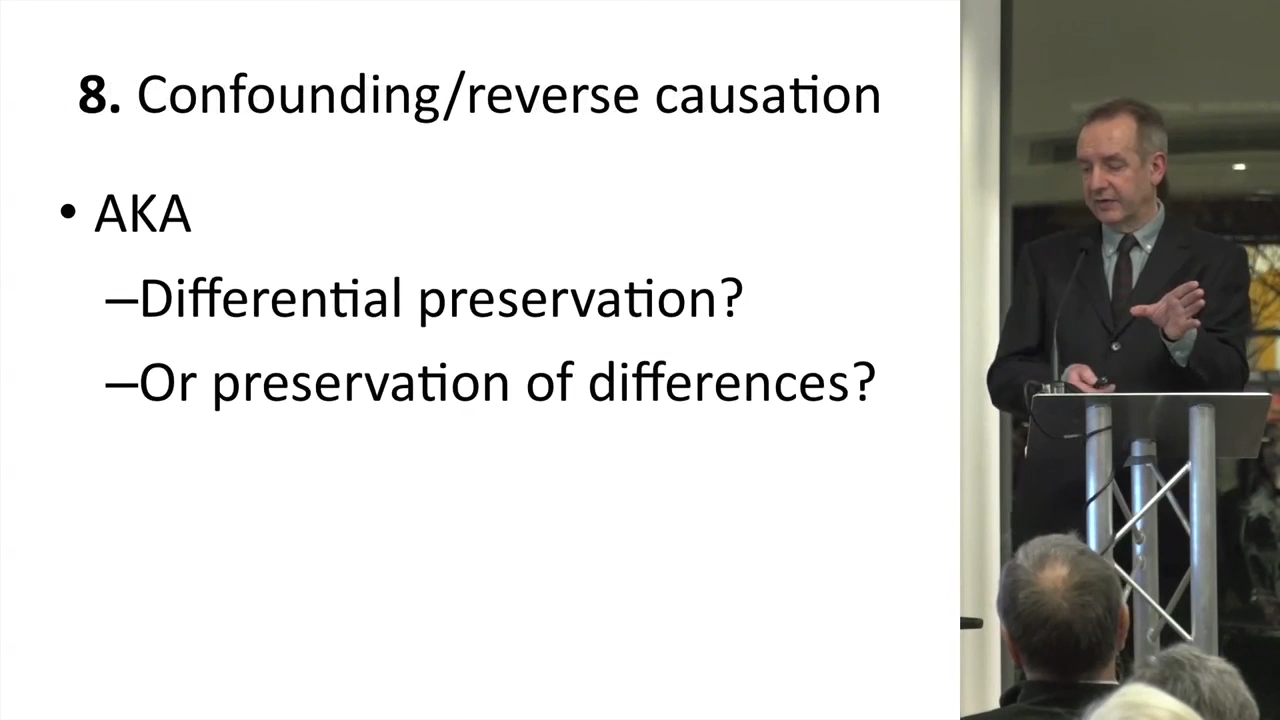 8. Confounding/reverse causation
• AKA
–Differential preservation?
–Or preservation of differences?